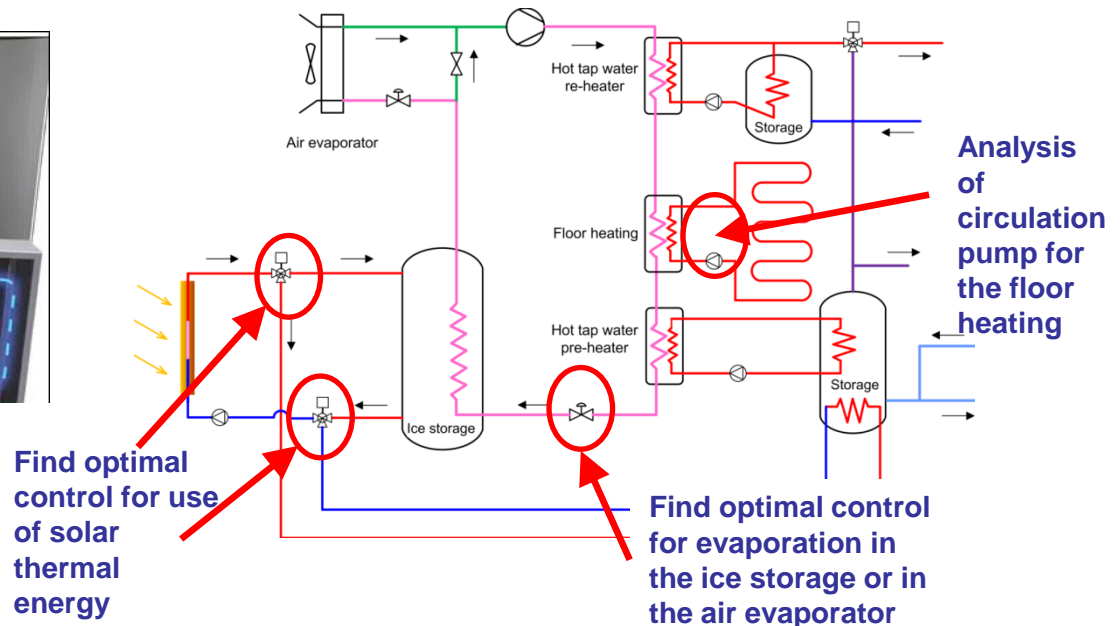 Hot tap water
re-heater
Storage
Air evaporator
Analysis
of
circulation
pump for
the floor
heating
Floor heating
Hot tap water
pre-heater
Storage
Ice storage
Find optimal
control for use
of solar
thermal
energy
Find optimal control
for evaporation in
the ice storage or in
the air evaporator